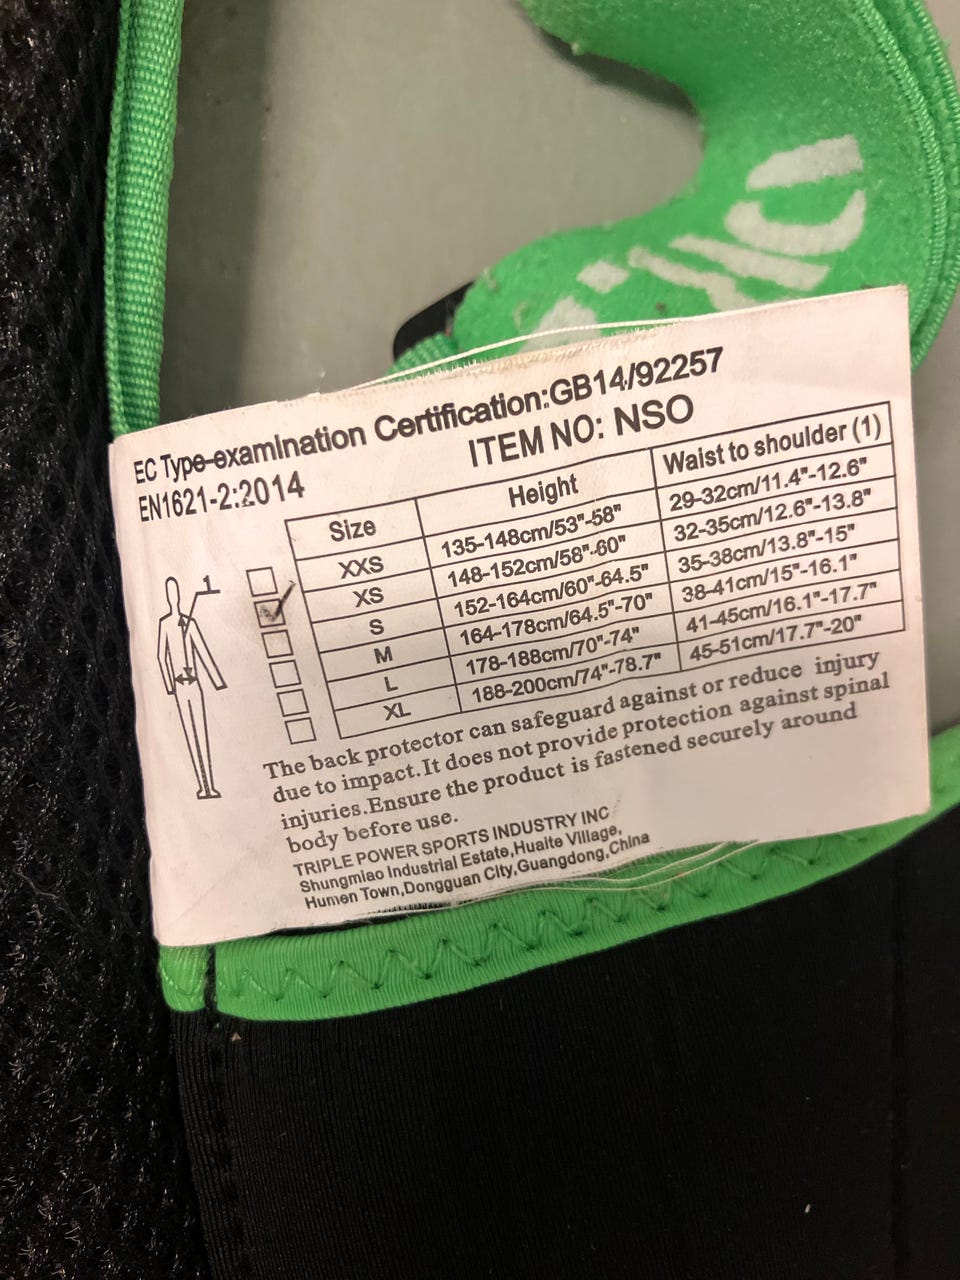 EC Type-examination Certification:GB14/92257
EN1621-2:2014
ITEM NO: NSO
Size Height Waist to shoulder (1)
XXS 135-148cm/53"-58" 29-32cm/11.4"-12.6"
XS 148-152cm/58"-60" 32-35cm/12.6"-13.8"
S 152-164cm/60"-64.5" 35-38cm/13.8"-15"
M 164-178cm/64.5"-70" 38-41cm/15"-16.1"
L 178-188cm/70"-74" 41-45cm/16.1"-17.7"
XL 188-200cm/74"-78.7" 45-51cm/17.7"-20"
1
The back protector can safeguard against or reduce injury
due to impact.It does not provide protection against spinal
injuries.Ensure the product is fastened securely around
body before use.
TRIPLE POWER SPORTS INDUSTRY INC
Shungmiao Industrial Estate,Huaite Village,
Humen Town,Dongguan City,Guangdong,China